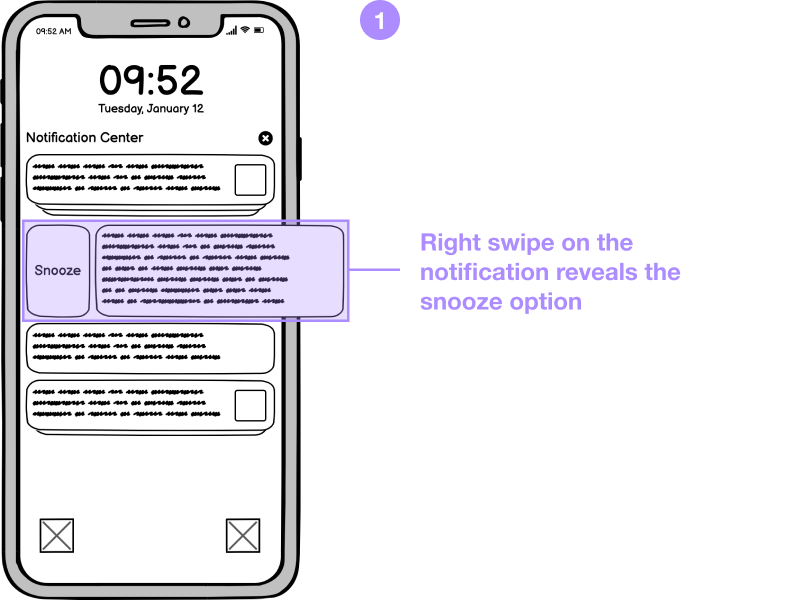 1
09:52 AM
09:52
Tuesday, January 12
Notification Center
Snooze
Right swipe on the
notification reveals the
snooze option